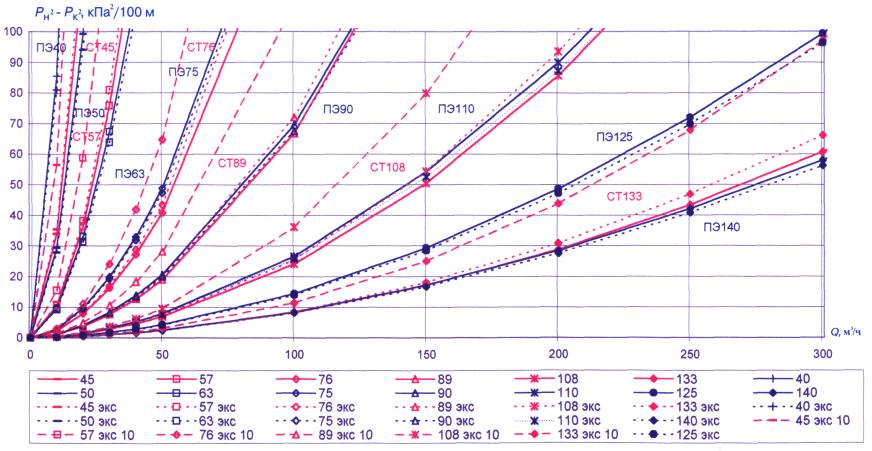 Pн² - Pк², кПа²/100 м
100
90
80
70
60
50
40
30
20
10
0
ПЭ40
СТ45
СТ76
ПЭ75
ПЭ50
СТ57
ПЭ63
СТ89
ПЭ90
ПЭ110
СТ108
ПЭ125
СТ133
ПЭ140
0 50 100 150 200 250 300
Q, м³/ч
45 57 76 89 108 133 40
50 63 75 90 110 125 140
45 экс 57 экс 76 экс 89 экс 108 экс 133 экс 40 экс
50 экс 63 экс 75 экс 90 экс 110 экс 140 экс 45 экс 10
57 экс 10 76 экс 10 89 экс 10 108 экс 10 133 экс 10 125 экс